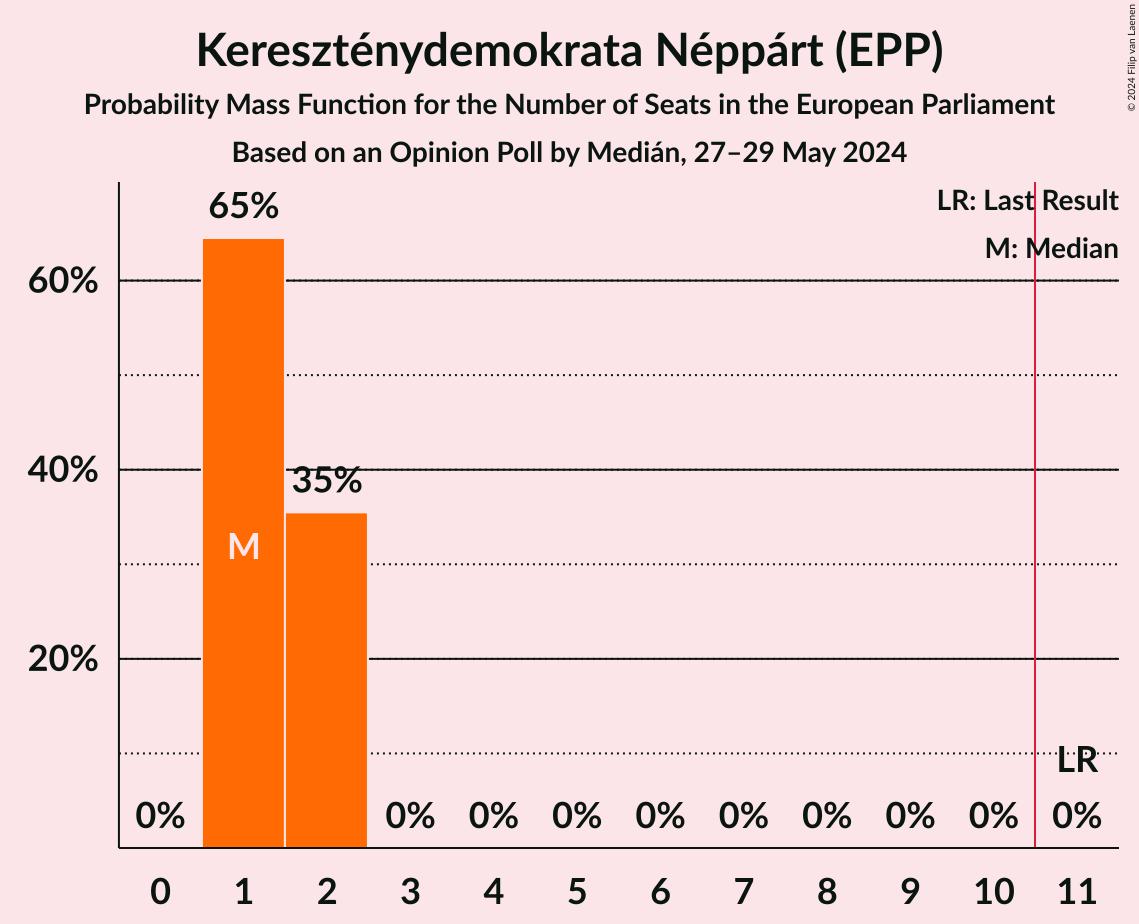 Kereszténydemokrata Néppárt (EPP)
Probability Mass Function for the Number of Seats in the European Parliament
Based on an Opinion Poll by Medián, 27–29 May 2024
© 2024 Filip van Laenen
LR: Last Result
M: Median
65%
60%
40%
35%
M
20%
LR
0% 0% 0% 0% 0% 0% 0% 0% 0% 0%
0 1 2 3 4 5 6 7 8 9 10 11